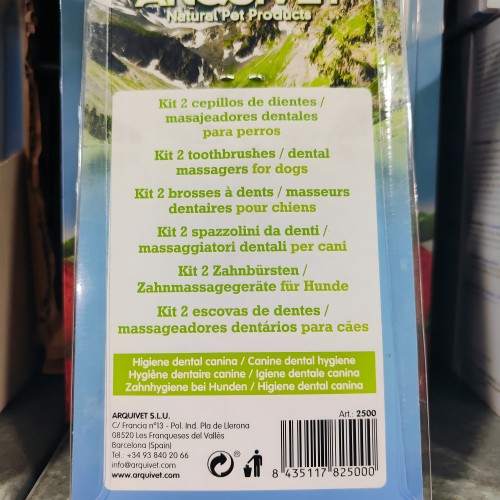 ARQUIVET
Natural Pet Products
Kit 2 cepillos de dientes /
masajeadores dentales
para perros
Kit 2 toothbrushes / dental
massagers for dogs
Kit 2 brosses à dents / masseurs
dentaires pour chiens
Kit 2 spazzolini da denti /
massaggiatori dentali per cani
Kit 2 Zahnbürsten /
Zahnmassagegeräte für Hunde
Kit 2 escovas de dentes /
massageadores dentários para cães
Higiene dental canina / Canine dental hygiene
Hygiène dentaire canine / Igiene dentale canina
Zahnhygiene bei Hunden / Higiene dental canina
ARQUIVET S.L.U.
C/ Francia nº13 - Pol. Ind. Pla de Llerona
08520 Les Franqueses del Vallès
Barcelona (Spain)
Tel.: +34 93 840 20 66
info@arquivet.com
www.arquivet.com
Art.: 2500
8 435117 825000